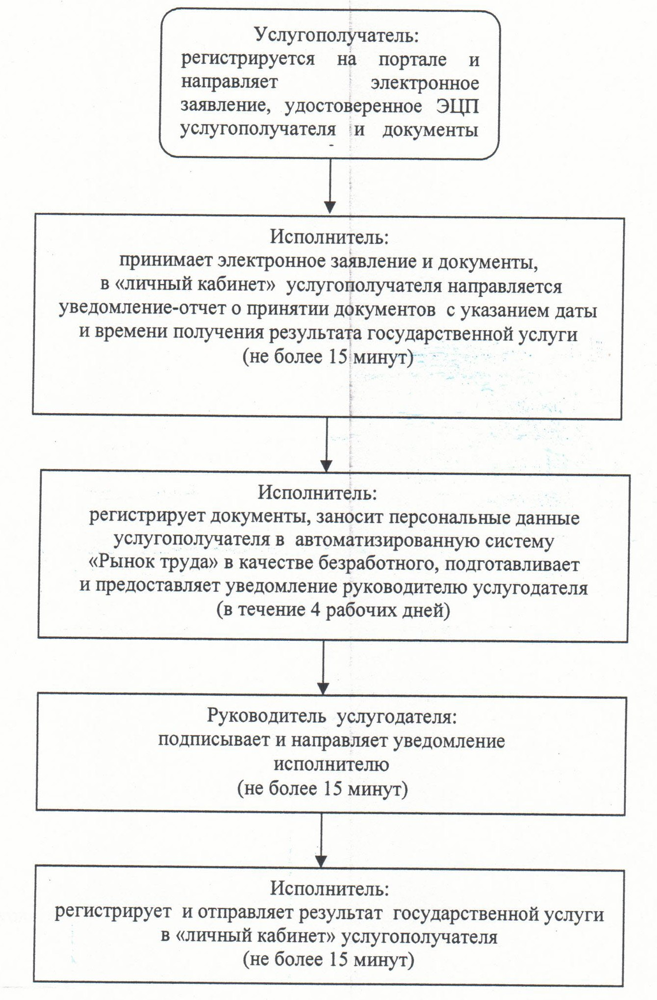 Услугополучатель:
регистрируется на портале и
направляет электронное
заявление, удостоверенное ЭЦП
услугополучателя и документы
Исполнитель:
принимает электронное заявление и документы,
в «личный кабинет» услугополучателя направляется
уведомление-отчет о принятии документов с указанием даты
и времени получения результата государственной услуги
(не более 15 минут)
Исполнитель:
регистрирует документы, заносит персональные данные
услугополучателя в автоматизированную систему
«Рынок труда» в качестве безработного, подготавливает
и предоставляет уведомление руководителю услугодателя
(в течение 4 рабочих дней)
Руководитель услугодателя:
подписывает и направляет уведомление
исполнителю
(не более 15 минут)
Исполнитель:
регистрирует и отправляет результат государственной услуги
в «личный кабинет» услугополучателя
(не более 15 минут)